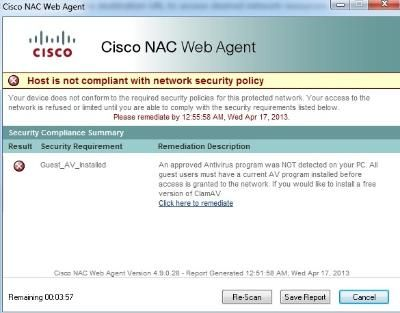 Cisco NAC Web Agent
destination URL to access desired network resources
CISCO
Cisco NAC Web Agent
Host is not compliant with network security policy
Your device does not conform to the required security policies for this protected network. Your access to
the network is refused or limited until you are able to comply with the security requirements listed below.
Please remediate by 12:55:58 AM, Wed Apr 17, 2013.
Security Compliance Summary
Result Security Requirement Remediation Description
Guest_AV_Installed
An approved Antivirus program was NOT detected on your PC. All
guest users must have a current AV program installed before
access is granted to the network. If you would like to install a free
version of ClamAV
Click here to remediate
Cisco NAC Web Agent Version 4.9.0.28 - Report Generated 12:51:58 AM, Wed Apr 17, 2013
Remaining 00:03:57
Re-Scan Save Report Cancel